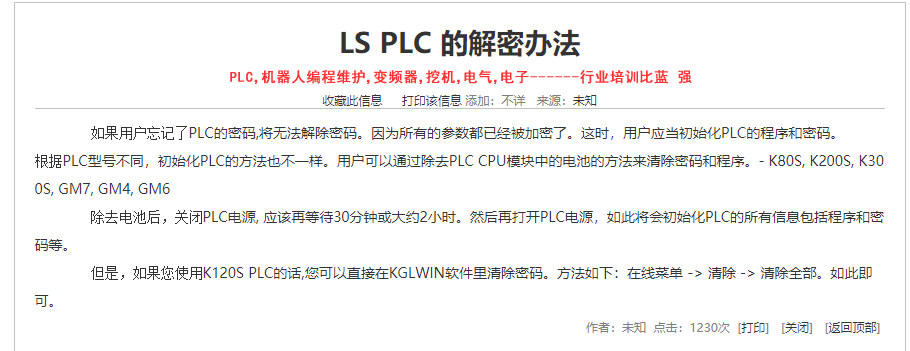 LS PLC 的解密办法
PLC,机器人编程维护,变频器,挖机,电气,电子------行业培训比蓝 强
收藏此信息 打印该信息 添加：不详 来源：未知
如果用户忘记了PLC的密码,将无法解除密码。因为所有的参数都已经被加密了。这时，用户应当初始化PLC的程序和密码。
根据PLC型号不同，初始化PLC的方法也不一样。用户可以通过除去PLC CPU模块中的电池的方法来清除密码和程序。- K80S, K200S, K30
0S, GM7, GM4, GM6
除去电池后，关闭PLC电源, 应该再等待30分钟或大约2小时。然后再打开PLC电源，如此将会初始化PLC的所有信息包括程序和密
码等。
但是，如果您使用K120S PLC的话,您可以直接在KGLWIN软件里清除密码。方法如下：在线菜单 -> 清除 -> 清除全部。如此即
可。
作者：未知 点击：1230次 [打印] [关闭] [返回顶部]